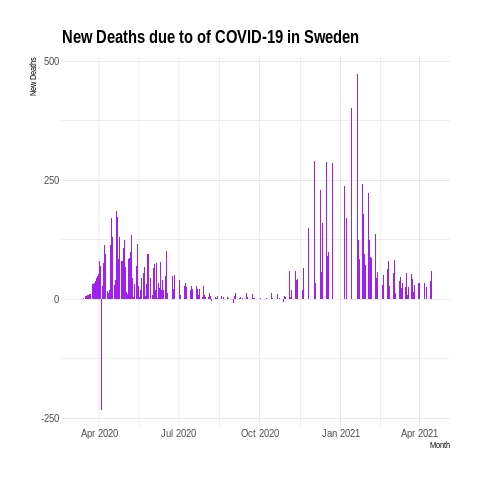 New Deaths due to of COVID-19 in Sweden
New Deaths
500
250
0
-250
Apr 2020 Jul 2020 Oct 2020 Jan 2021 Apr 2021
Month